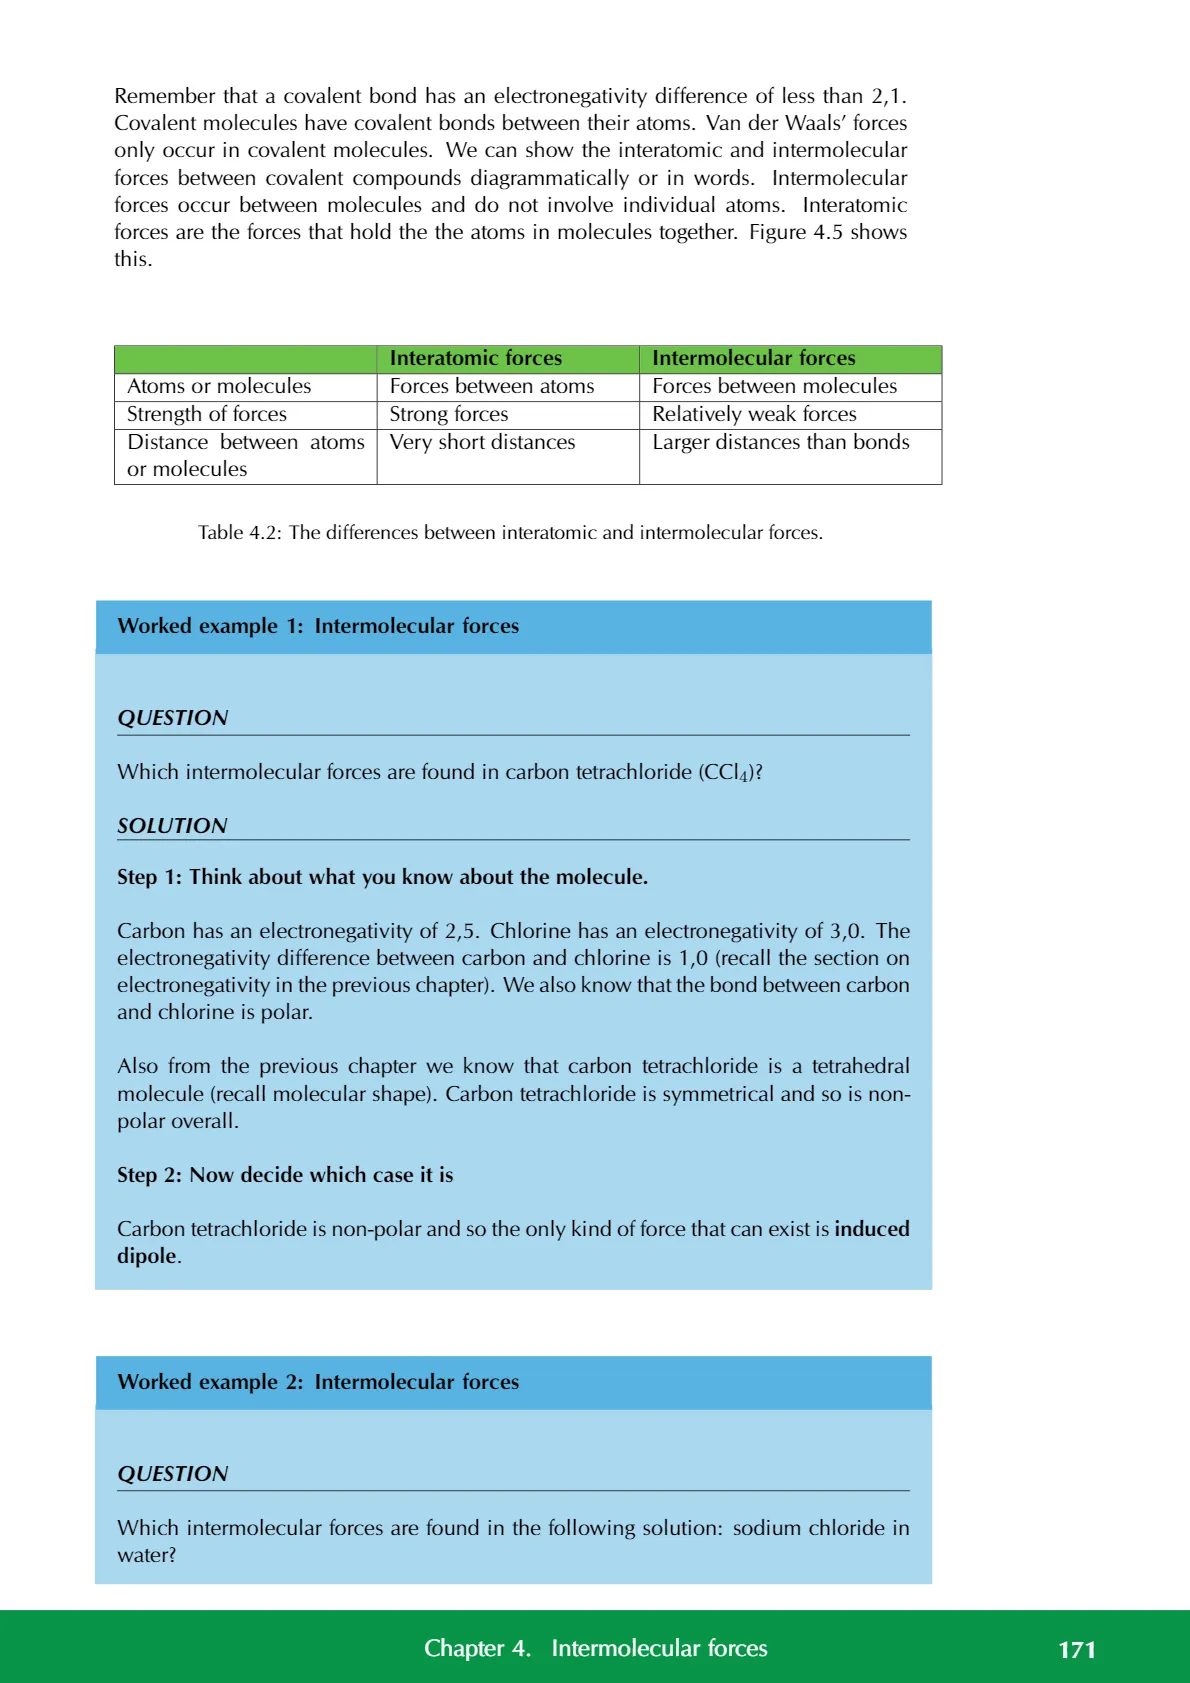 Remember that a covalent bond has an electronegativity difference of less than 2,1.
Covalent molecules have covalent bonds between their atoms. Van der Waals’ forces
only occur in covalent molecules. We can show the interatomic and intermolecular
forces between covalent compounds diagrammatically or in words. Intermolecular
forces occur between molecules and do not involve individual atoms. Interatomic
forces are the forces that hold the the atoms in molecules together. Figure 4.5 shows
this.
Interatomic forces Intermolecular forces
Atoms or molecules Forces between atoms Forces between molecules
Strength of forces Strong forces Relatively weak forces
Distance between atoms Very short distances Larger distances than bonds
or molecules
Table 4.2: The differences between interatomic and intermolecular forces.
Worked example 1: Intermolecular forces
QUESTION
Which intermolecular forces are found in carbon tetrachloride (CCl₄)?
SOLUTION
Step 1: Think about what you know about the molecule.
Carbon has an electronegativity of 2,5. Chlorine has an electronegativity of 3,0. The
electronegativity difference between carbon and chlorine is 1,0 (recall the section on
electronegativity in the previous chapter). We also know that the bond between carbon
and chlorine is polar.
Also from the previous chapter we know that carbon tetrachloride is a tetrahedral
molecule (recall molecular shape). Carbon tetrachloride is symmetrical and so is non-
polar overall.
Step 2: Now decide which case it is
Carbon tetrachloride is non-polar and so the only kind of force that can exist is induced
dipole.
Worked example 2: Intermolecular forces
QUESTION
Which intermolecular forces are found in the following solution: sodium chloride in
water?
Chapter 4. Intermolecular forces 171